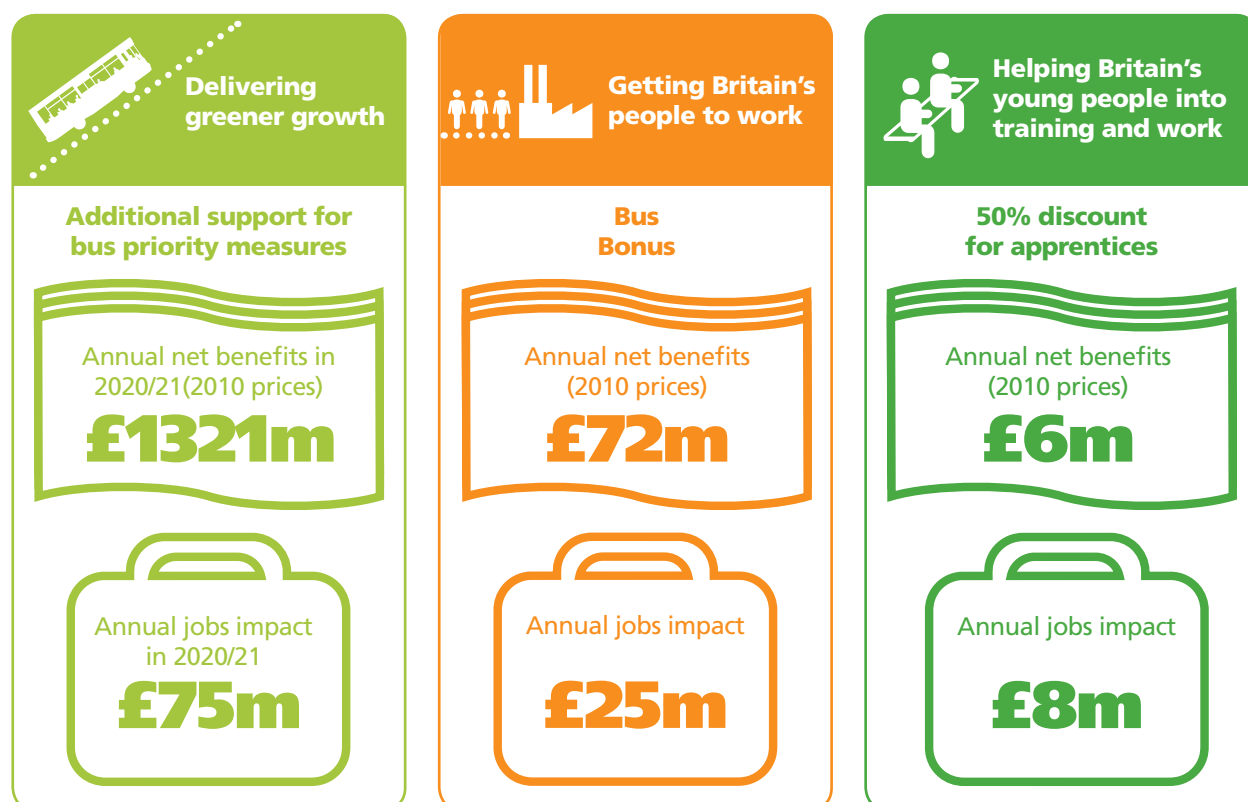 Delivering
greener growth
Additional support for
bus priority measures
Annual net benefits in
2020/21(2010 prices)
£1321m
Annual jobs impact
in 2020/21
£75m
Getting Britain's
people to work
Bus
Bonus
Annual net benefits
(2010 prices)
£72m
Annual jobs impact
£25m
Helping Britain's
young people into
training and work
50% discount
for apprentices
Annual net benefits
(2010 prices)
£6m
Annual jobs impact
£8m